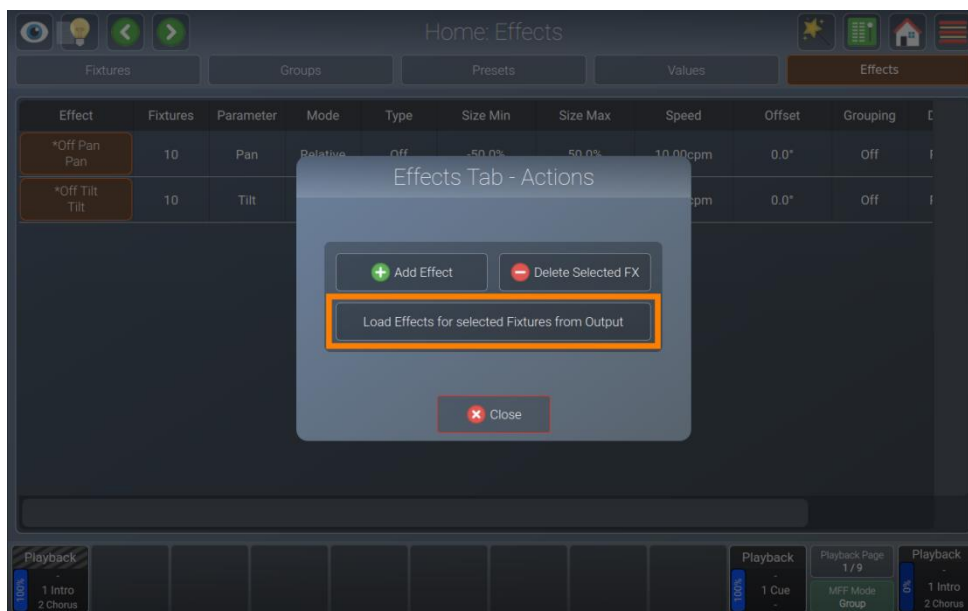 Home: Effects
Fixtures Groups Presets Values Effects
Effect Fixtures Parameter Mode Type Size Min Size Max Speed Offset Grouping
*Off Pan
Pan
10 Pan Relative Off -50.0% 50.0% 10.00cpm 0.0° Off
*Off Tilt
Tilt
10 Tilt cpm 0.0° Off
Effects Tab - Actions
Add Effect Delete Selected FX
Load Effects for selected Fixtures from Output
Close
Playback
-
100%
1 Intro
2 Chorus
Playback
-
100%
1 Cue
-
Playback Page
1/9
MFF Mode
Group
Playback
-
0%
1 Intro
2 Chorus